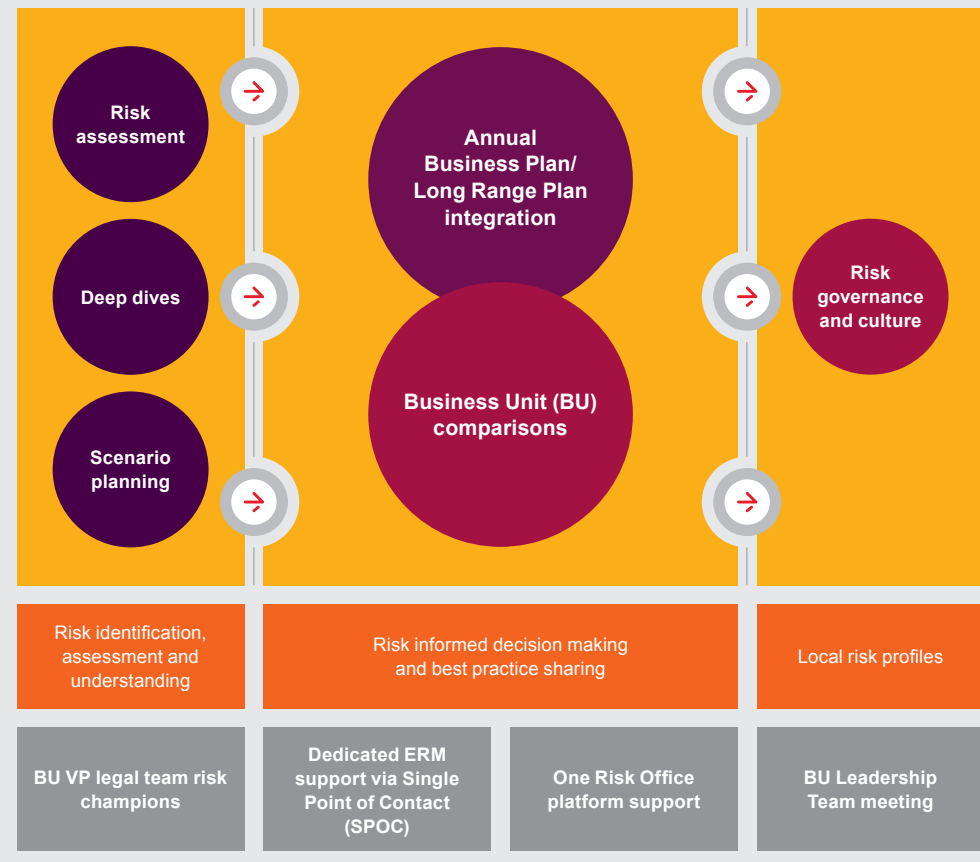 Risk
assessment
Deep dives
Scenario
planning
Annual
Business Plan/
Long Range Plan
integration
Business Unit (BU)
comparisons
Risk
governance
and culture
Risk identification,
assessment and
understanding
Risk informed decision making
and best practice sharing
Local risk profiles
BU VP legal team risk
champions
Dedicated ERM
support via Single
Point of Contact
(SPOC)
One Risk Office
platform support
BU Leadership
Team meeting